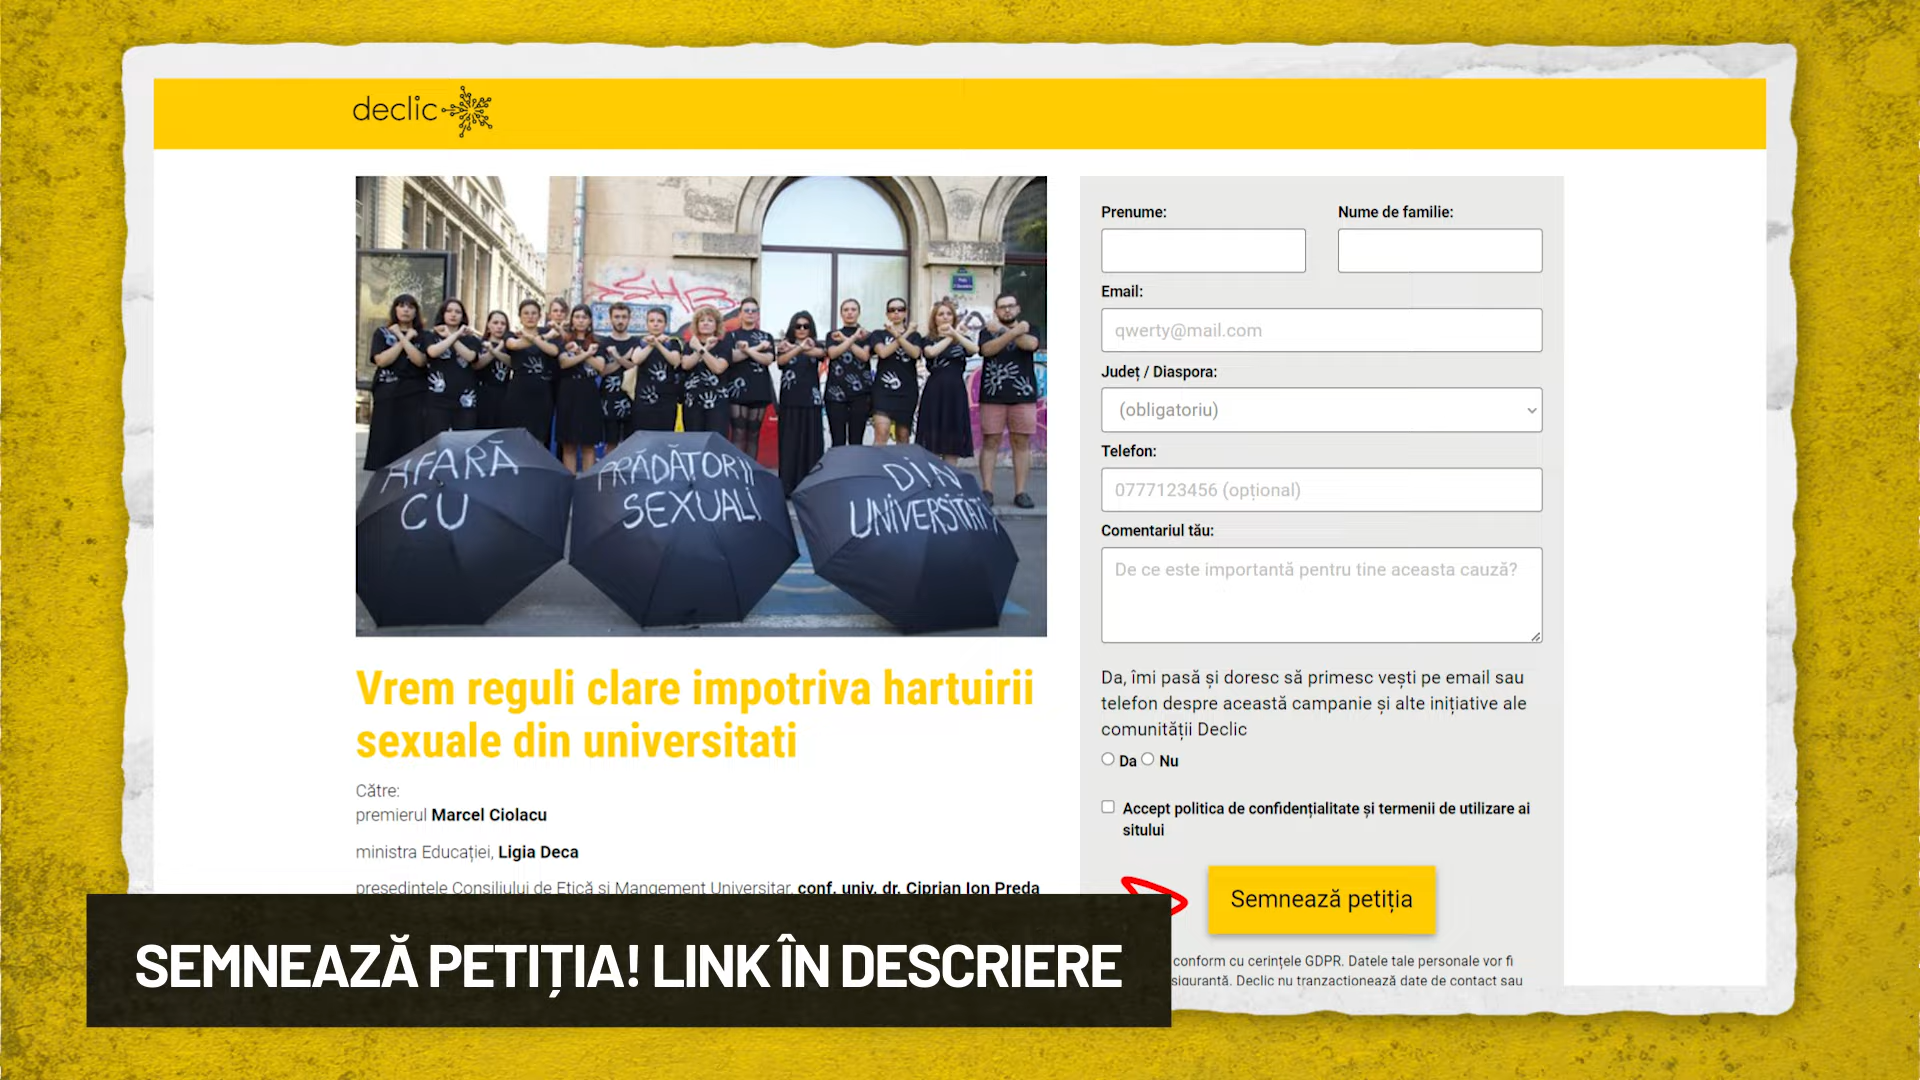 declic
AFARĂ
CU
PRĂDĂTORII
SEXUALI
DIN
UNIVERSITĂȚI
Vrem reguli clare impotriva hartuirii
sexuale din universitati
Către:
premierul Marcel Ciolacu
ministra Educației, Ligia Deca
președintele Consiliului de Etică și Mangement Universitar, conf. univ. dr. Ciprian Ion Preda
Prenume:
Nume de familie:
Email:
qwerty@mail.com
Județ / Diaspora:
(obligatoriu)
Telefon:
0777123456 (opțional)
Comentariul tău:
De ce este importantă pentru tine aceasta cauză?
Da, îmi pasă și doresc să primesc vești pe email sau
telefon despre această campanie și alte inițiative ale
comunității Declic
Da Nu
Accept politica de confidențialitate și termenii de utilizare ai
sitului
Semnează petiția
conform cu cerințele GDPR. Datele tale personale vor fi
siguranță. Declic nu tranzacționează date de contact sau
SEMNEAZĂ PETIȚIA! LINK ÎN DESCRIERE